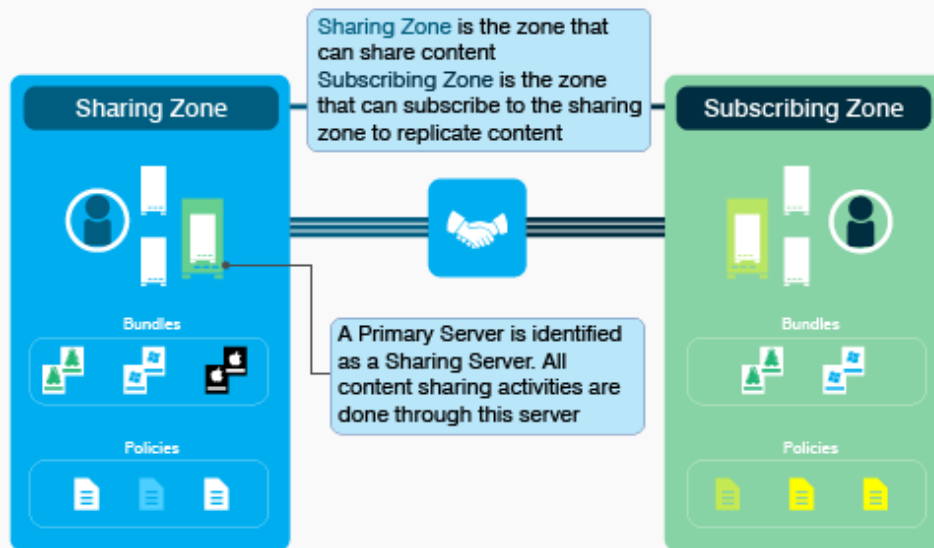 Sharing Zone is the zone that
can share content
Subscribing Zone is the zone
that can subscribe to the sharing
zone to replicate content
Sharing Zone
Subscribing Zone
A Primary Server is identified
as a Sharing Server. All
content sharing activities are
done through this server
Bundles
Policies
Bundles
Policies